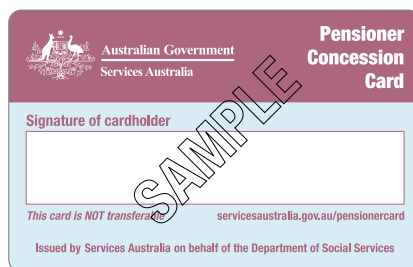 Australian Government
Services Australia
Pensioner
Concession
Card
Signature of cardholder
SAMPLE
This card is NOT transferable
servicesaustralia.gov.au/pensionercard
Issued by Services Australia on behalf of the Department of Social Services